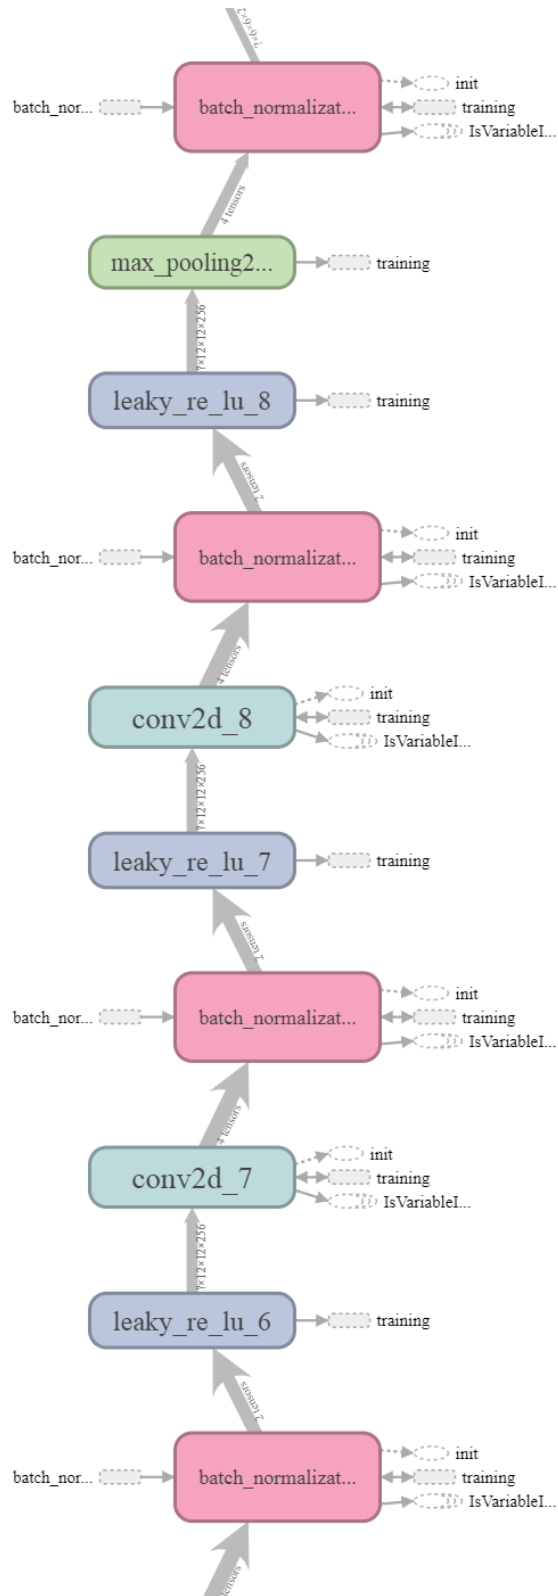 init
batch_nor...
batch_normalizat...
training
IsVariableI...
4 tensors
max_pooling2...
training
?×12×12×256
leaky_re_lu_8
training
2 tensors
init
batch_nor...
batch_normalizat...
training
IsVariableI...
4 tensors
init
conv2d_8
training
IsVariableI...
?×12×12×256
leaky_re_lu_7
training
2 tensors
init
batch_nor...
batch_normalizat...
training
IsVariableI...
4 tensors
init
conv2d_7
training
IsVariableI...
?×12×12×256
leaky_re_lu_6
training
2 tensors
init
batch_nor...
batch_normalizat...
training
IsVariableI...